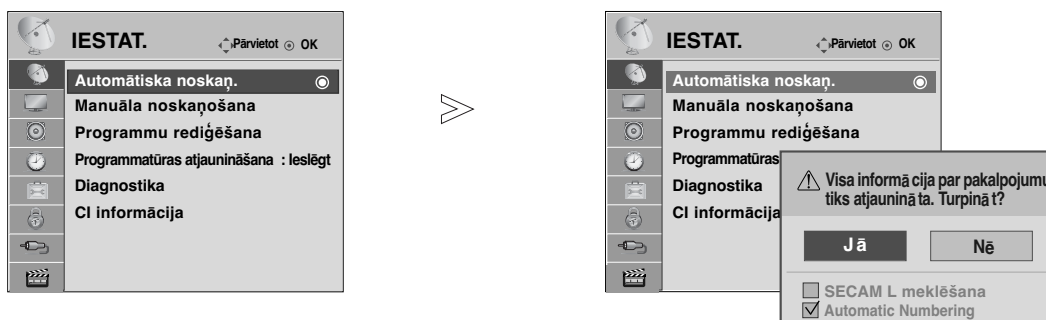 IESTAT. Pārvietot OK
Automātiska noskaņ.
Manuāla noskaņošana
Programmu rediģēšana
Programmatūras atjaunināšana : Ieslēgt
Diagnostika
CI informācija
IESTAT. Pārvietot OK
Automātiska noskaņ.
Manuāla noskaņošana
Programmu rediģēšana
Programmatūras
Diagnostika
CI informācija
Visa informācija par pakalpojumu
tiks atjaunināta. Turpināt?
Jā Nē
SECAM L meklēšana
Automatic Numbering